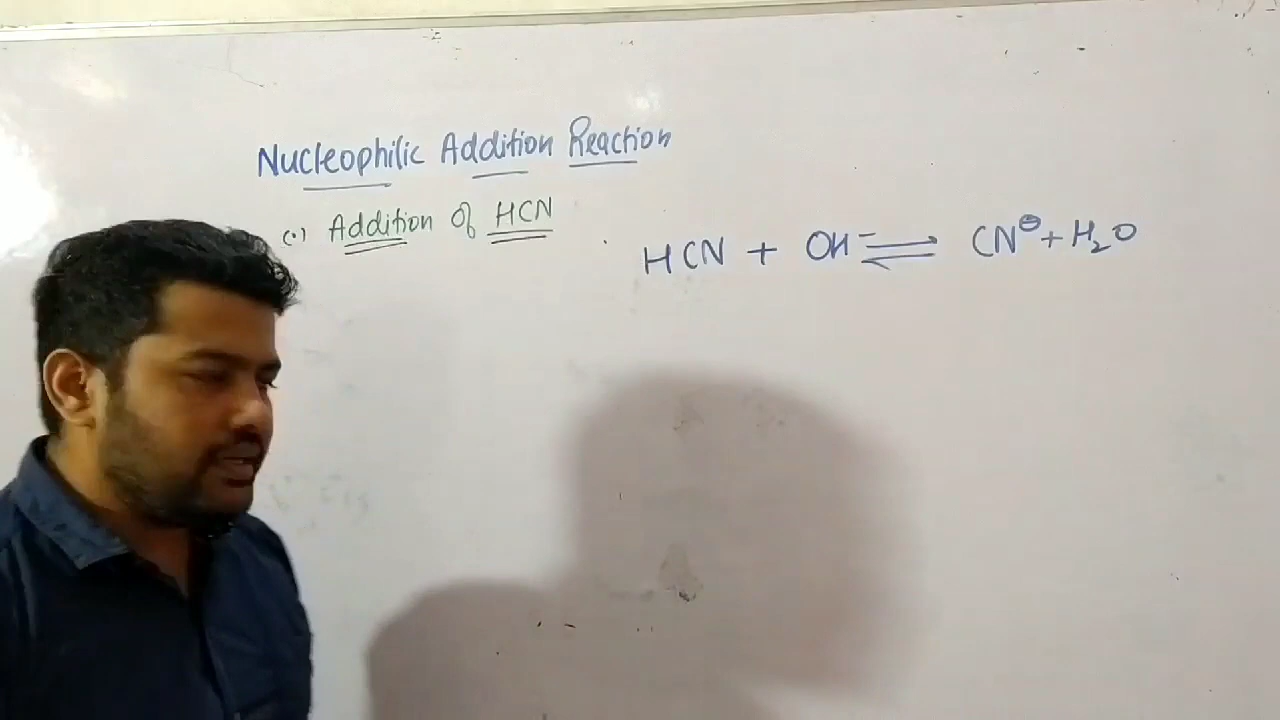 Nucleophilic Addition Reaction
(•) Addition of HCN
HCN + OH⁻ ⇌ CN⊖ + H₂O